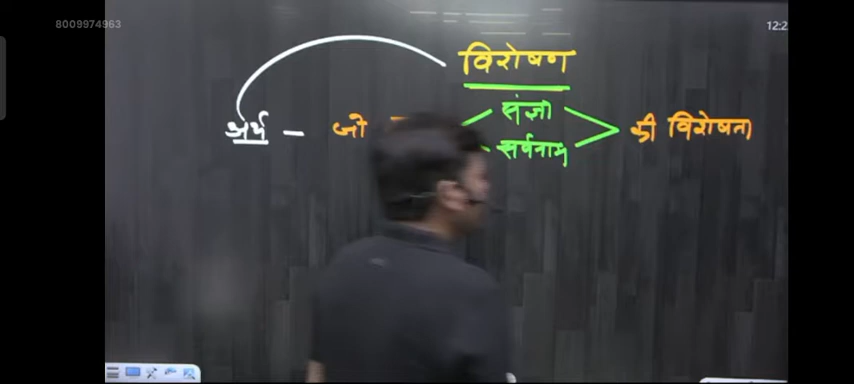 8009974963
12:2
विशेषण
संज्ञा
अर्थ - जो
की विशेषता
सर्वनाम